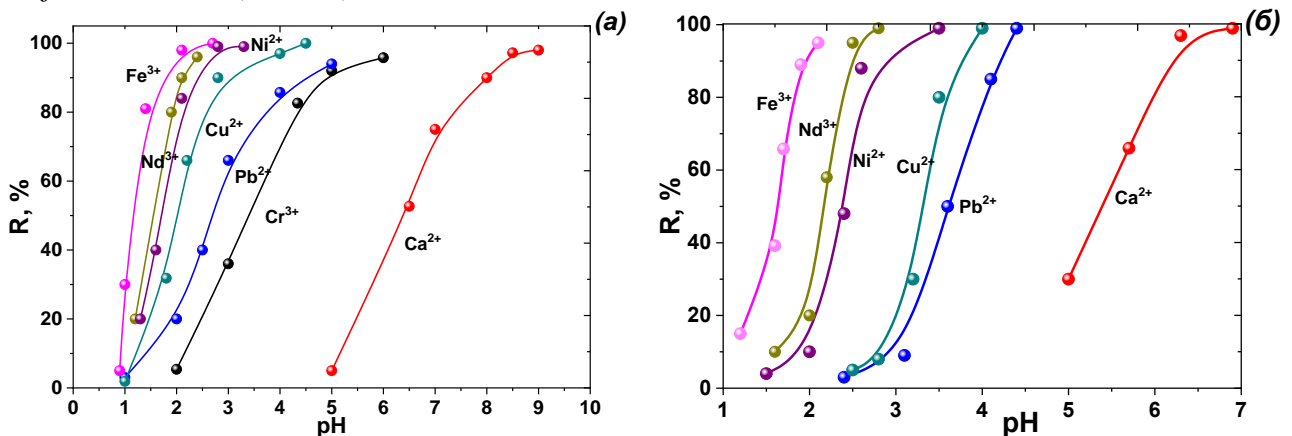 (а)
R, %
100
80
60
40
20
0
Fe³⁺
Nd³⁺
Ni²⁺
Cu²⁺
Pb²⁺
Cr³⁺
Ca²⁺
0 1 2 3 4 5 6 7 8 9 10
pH
(б)
R, %
100
80
60
40
20
0
Fe³⁺
Nd³⁺
Ni²⁺
Cu²⁺
Pb²⁺
Ca²⁺
1 2 3 4 5 6 7
pH